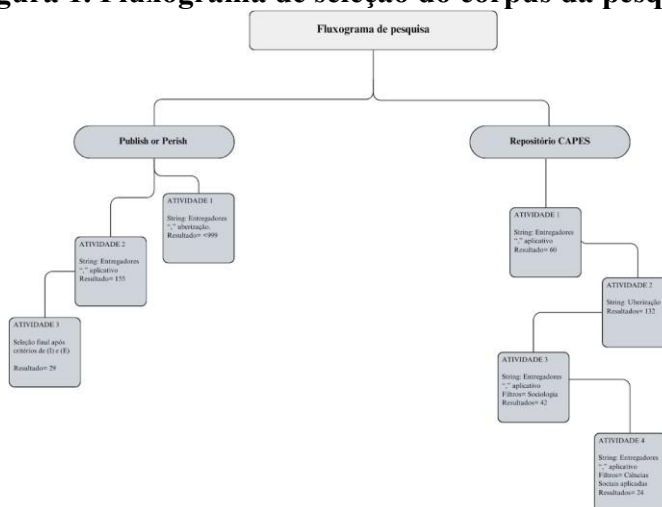 gura 1. Fluxograma de seleção do corpus da pesq
Fluxograma de pesquisa
Publish or Perish
ATIVIDADE 1
String: Entregadores
“,” uberização.
Resultado= <999
ATIVIDADE 2
String: Entregadores
“,” aplicativo
Resultado= 155
ATIVIDADE 3
Seleção final após
critérios de (I) e (E)
Resultado= 29
Repositório CAPES
ATIVIDADE 1
String: Entregadores
“,” aplicativo
Resultado= 60
ATIVIDADE 2
String Uberização
Resultados= 132
ATIVIDADE 3
String: Entregadores
“,” aplicativo
Filtros= Sociologia
Resultados= 42
ATIVIDADE 4
String: Entregadores
“,” aplicativo
Filtros= Ciências
Sociais aplicadas
Resultados= 24